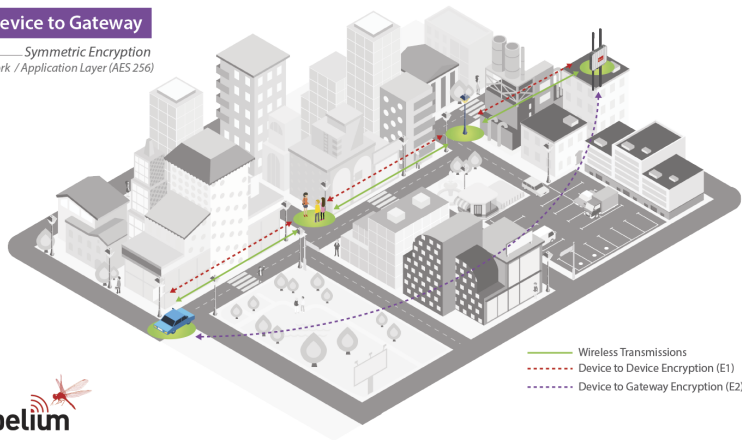 evice to Gateway
Symmetric Encryption
rk / Application Layer (AES 256)
Wireless Transmissions
Device to Device Encryption (E1)
Device to Gateway Encryption (E2)
belium